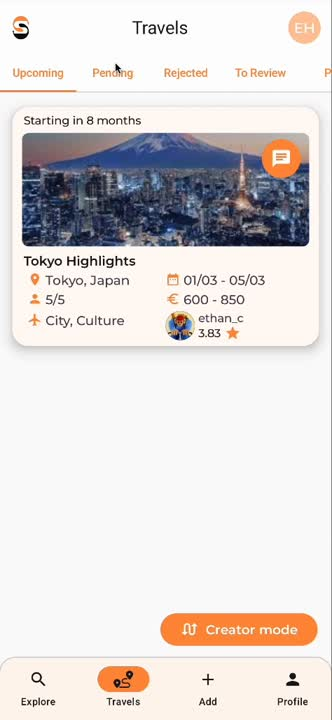 Travels
EH
Upcoming
Pending
Rejected
To Review
P
Starting in 8 months
Tokyo Highlights
Tokyo, Japan
01/03 - 05/03
5/5
600 - 850
City, Culture
ethan_c
3.83
Creator mode
Explore
Travels
Add
Profile